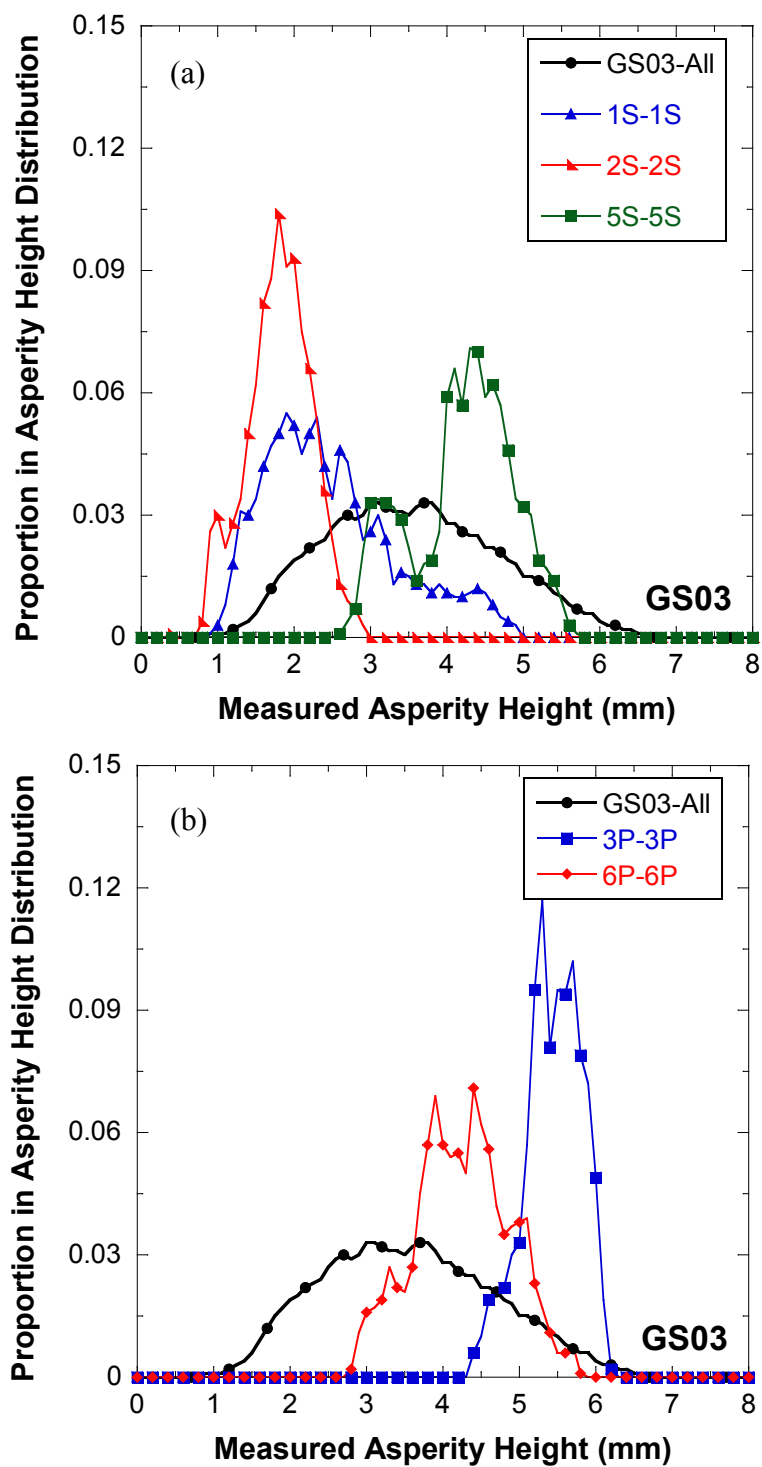 0.15
(a)
GS03-All
1S-1S
2S-2S
5S-5S
0.12
0.09
0.06
0.03
0
GS03
0 1 2 3 4 5 6 7 8
Measured Asperity Height (mm)
Proportion in Asperity Height Distribution
0.15
(b)
GS03-All
3P-3P
6P-6P
0.12
0.09
0.06
0.03
0
GS03
0 1 2 3 4 5 6 7 8
Measured Asperity Height (mm)
Proportion in Asperity Height Distribution